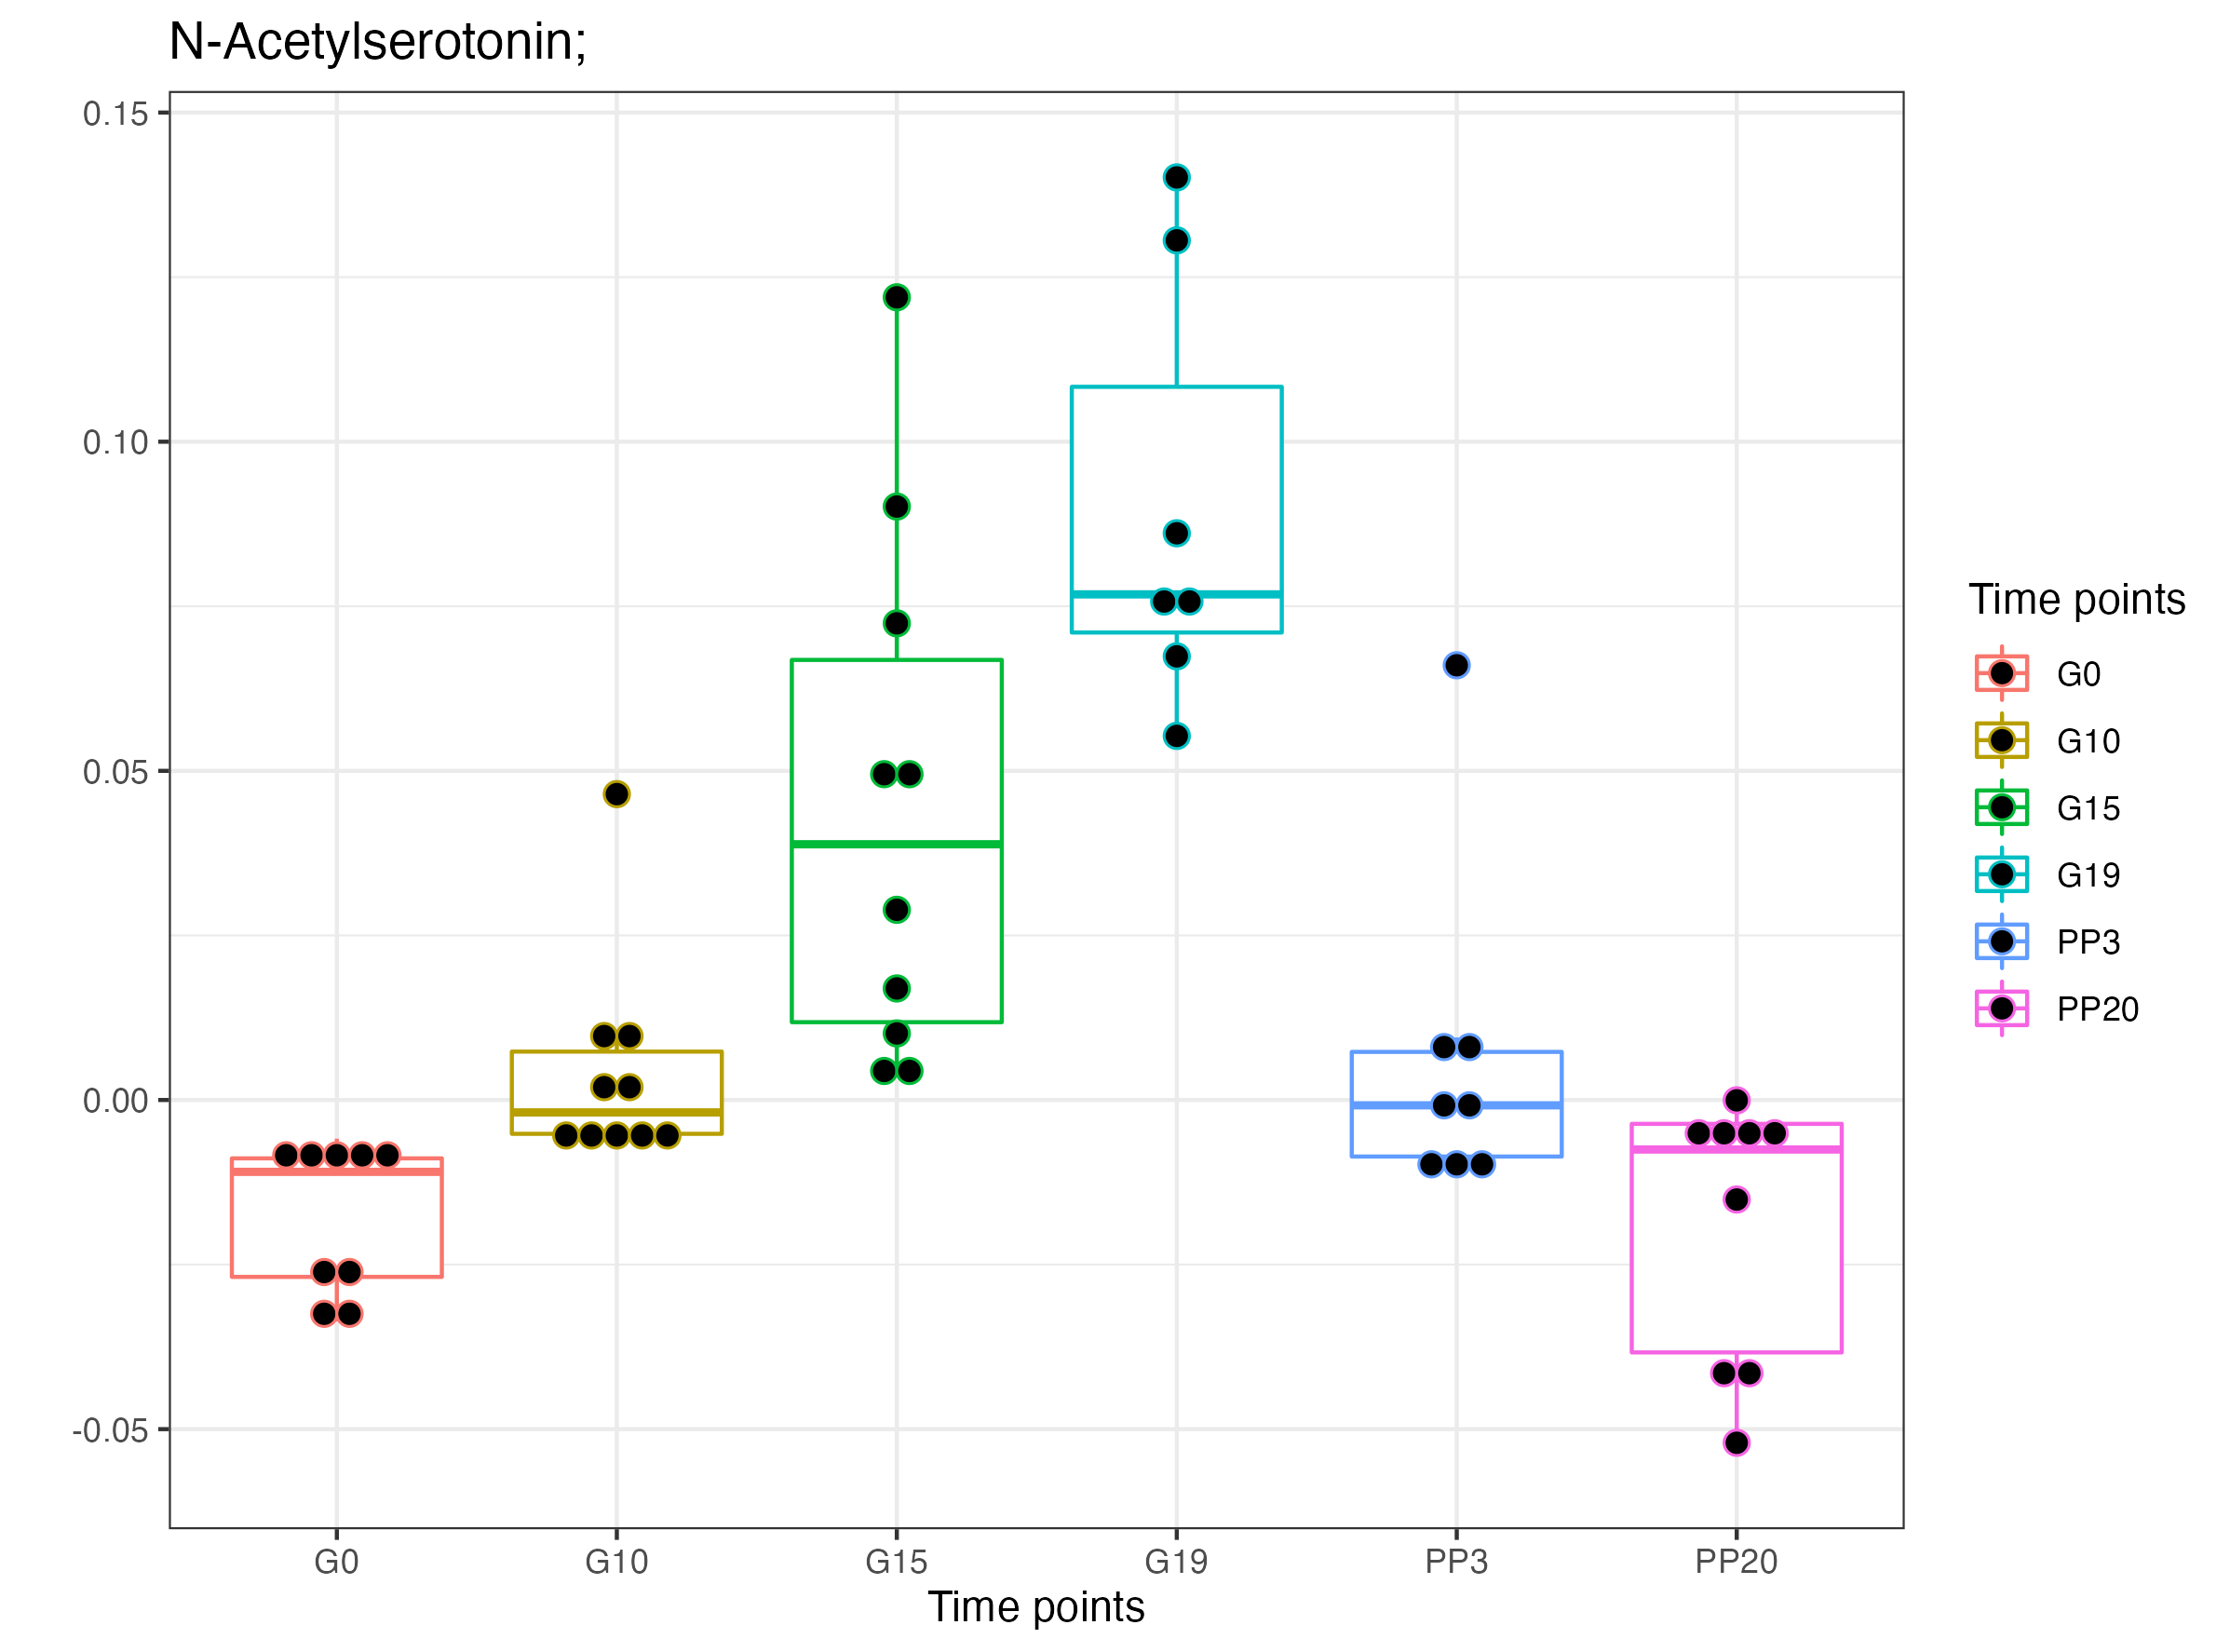 N-Acetylserotonin;
0.15
0.10
0.05
0.00
-0.05
G0 G10 G15 G19 PP3 PP20
Time points
Time points
G0
G10
G15
G19
PP3
PP20